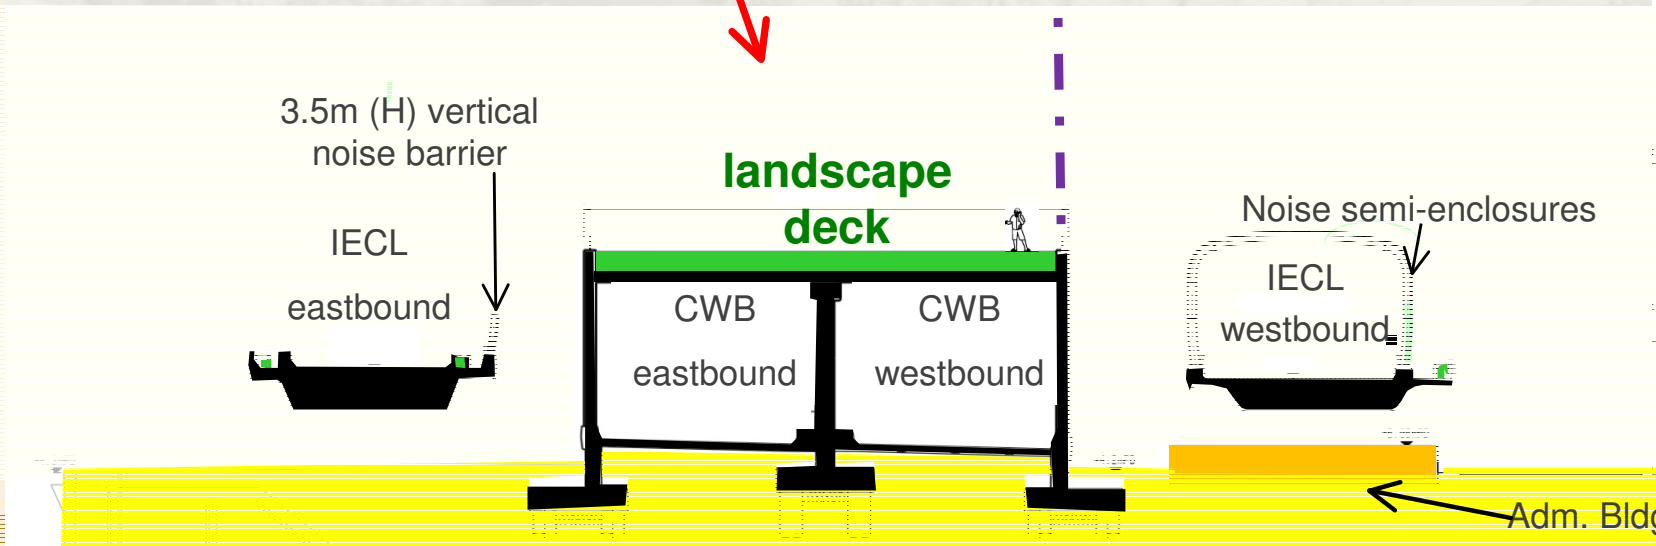 3.5m (H) vertical
noise barrier
IECL
eastbound
landscape
deck
CWB
eastbound
CWB
westbound
Noise semi-enclosures
IECL
westbound
Adm. Bldg